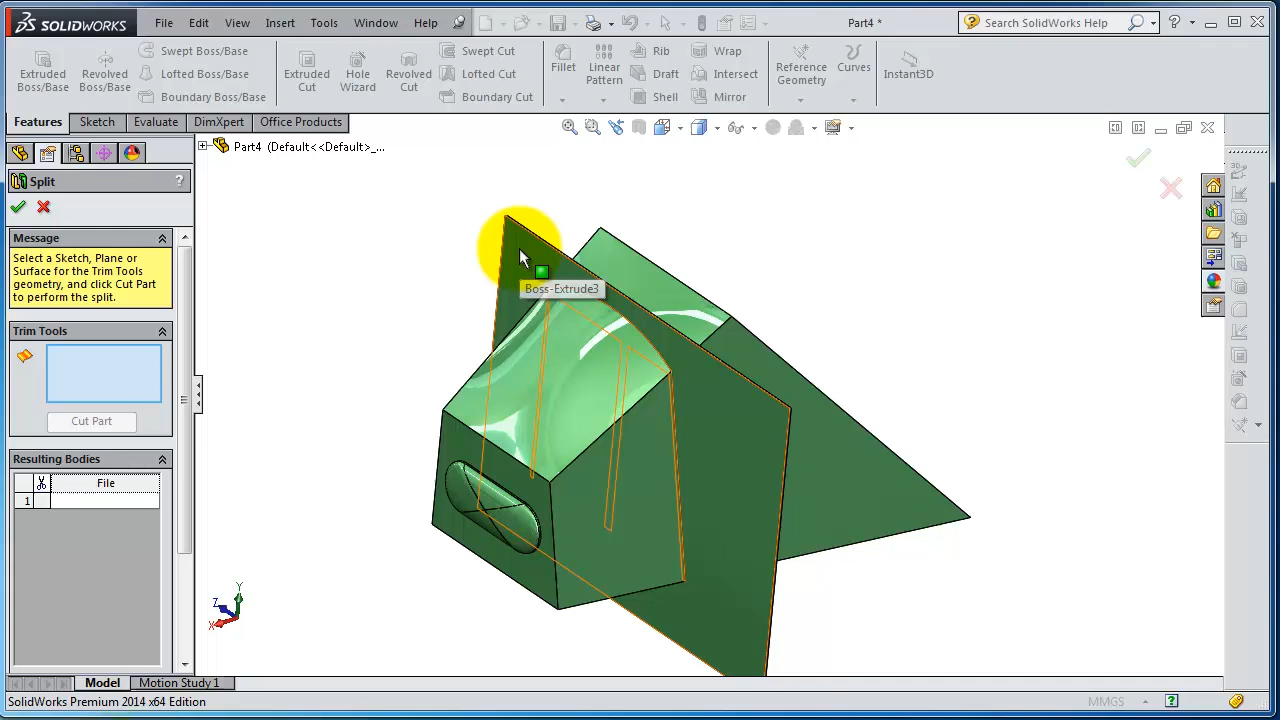 SOLIDWORKS File Edit View Insert Tools Window Help Part4 * Search SolidWorks Help
Extruded Boss/Base
Revolved Boss/Base
Swept Boss/Base
Lofted Boss/Base
Boundary Boss/Base
Extruded Cut
Hole Wizard
Revolved Cut
Swept Cut
Lofted Cut
Boundary Cut
Fillet
Linear Pattern
Rib
Draft
Shell
Wrap
Intersect
Mirror
Reference Geometry
Curves
Instant3D
Features Sketch Evaluate DimXpert Office Products
Part4 (Default<<Default>_...
Split ?
Message
Select a Sketch, Plane or
Surface for the Trim Tools
geometry, and click Cut Part
to perform the split.
Boss-Extrude3
Trim Tools
Cut Part
Resulting Bodies
File
1
Y
Z
X
Model Motion Study 1
SolidWorks Premium 2014 x64 Edition MMGS